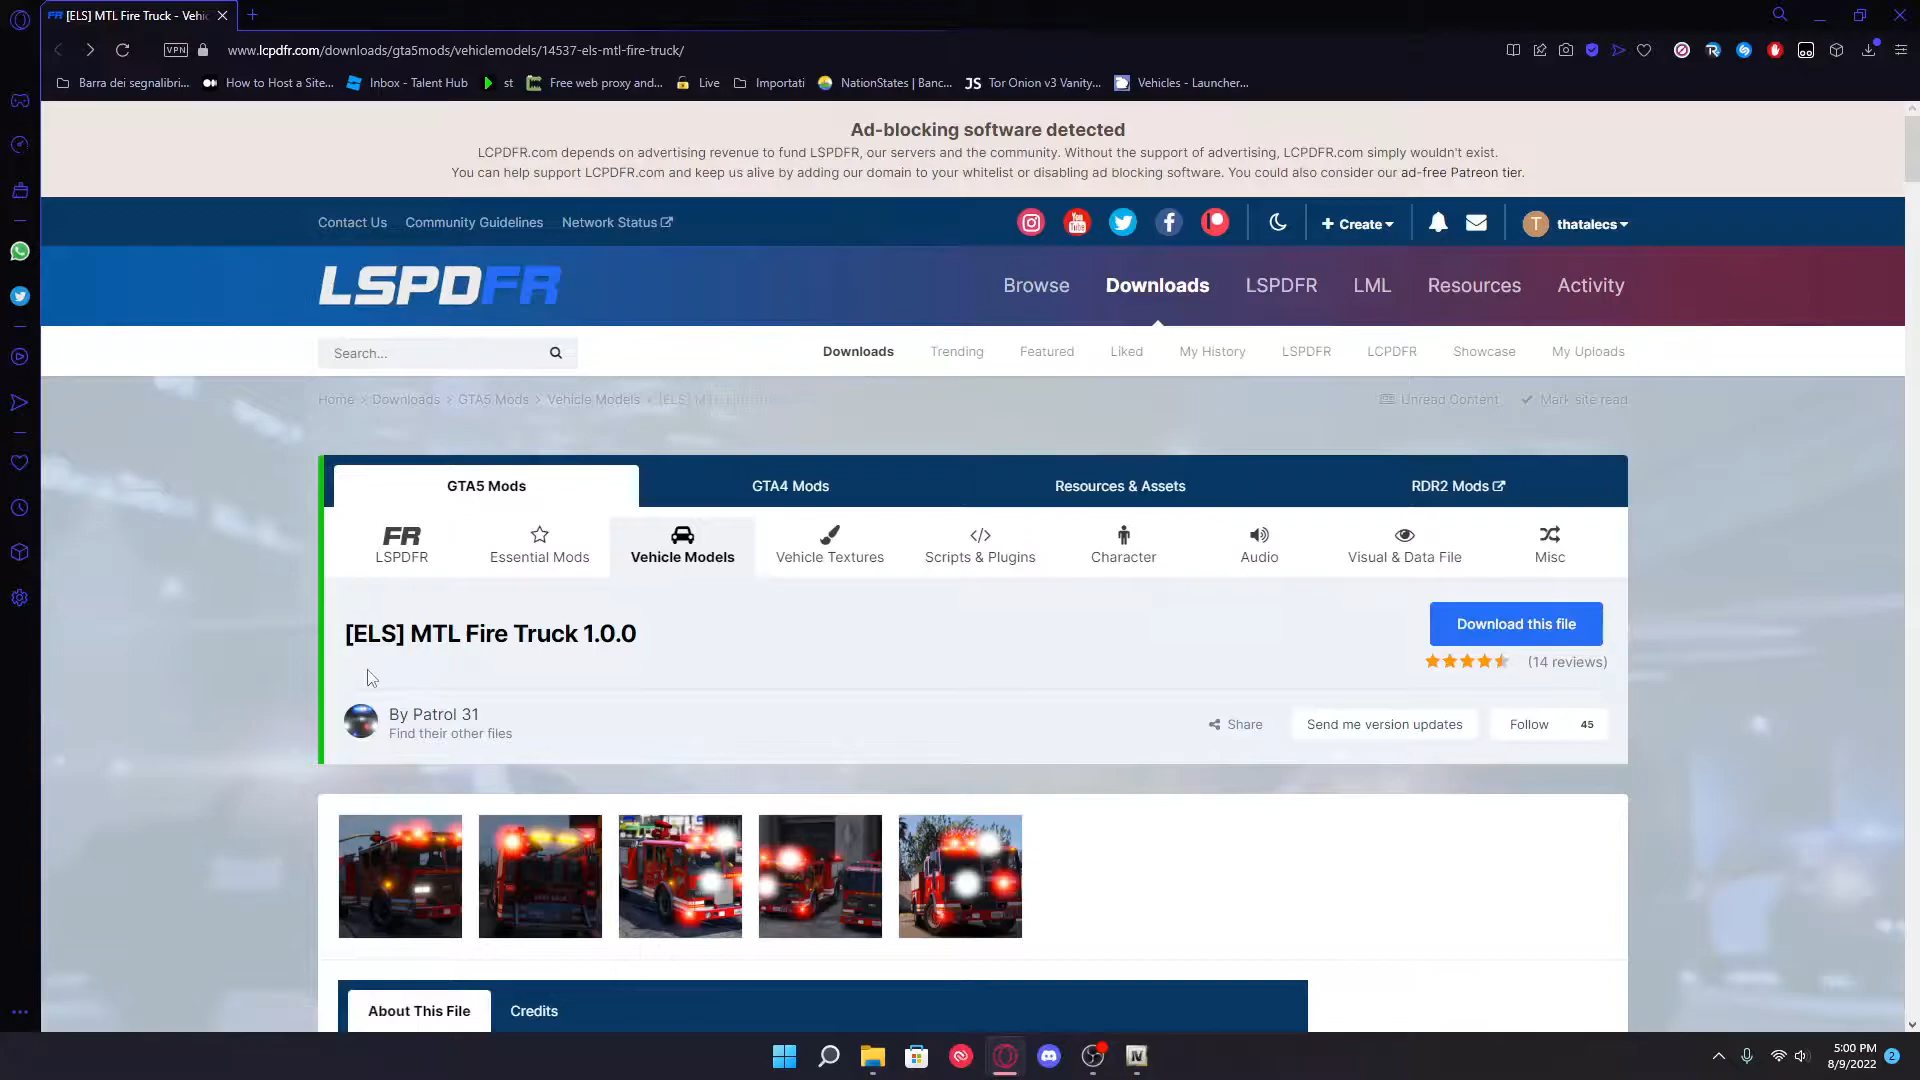 [ELS] MTL Fire Truck - Vehic
VPN
www.lcpdfr.com/downloads/gta5mods/vehiclemodels/14537-els-mtl-fire-truck/
Barra dei segnalibri...
How to Host a Site...
Inbox - Talent Hub
st
Free web proxy and...
Live
Importati
NationStates | Banc...
JS Tor Onion v3 Vanity...
Vehicles - Launcher...
Ad-blocking software detected
LCPDFR.com depends on advertising revenue to fund LSPDFR, our servers and the community. Without the support of advertising, LCPDFR.com simply wouldn't exist.
You can help support LCPDFR.com and keep us alive by adding our domain to your whitelist or disabling ad blocking software. You could also consider our ad-free Patreon tier.
Contact Us Community Guidelines Network Status
+ Create
T thatalecs
LSPDFR
Browse Downloads LSPDFR LML Resources Activity
Search...
Downloads Trending Featured Liked My History LSPDFR LCPDFR Showcase My Uploads
Home > Downloads > GTA5 Mods > Vehicle Models > [ELS] MTL
Unread Content Mark site read
GTA5 Mods GTA4 Mods Resources & Assets RDR2 Mods
FR
LSPDFR Essential Mods Vehicle Models Vehicle Textures Scripts & Plugins Character Audio Visual & Data File Misc
[ELS] MTL Fire Truck 1.0.0
Download this file
(14 reviews)
By Patrol 31
Find their other files
Share Send me version updates Follow 45
About This File Credits
5:00 PM
8/9/2022
2